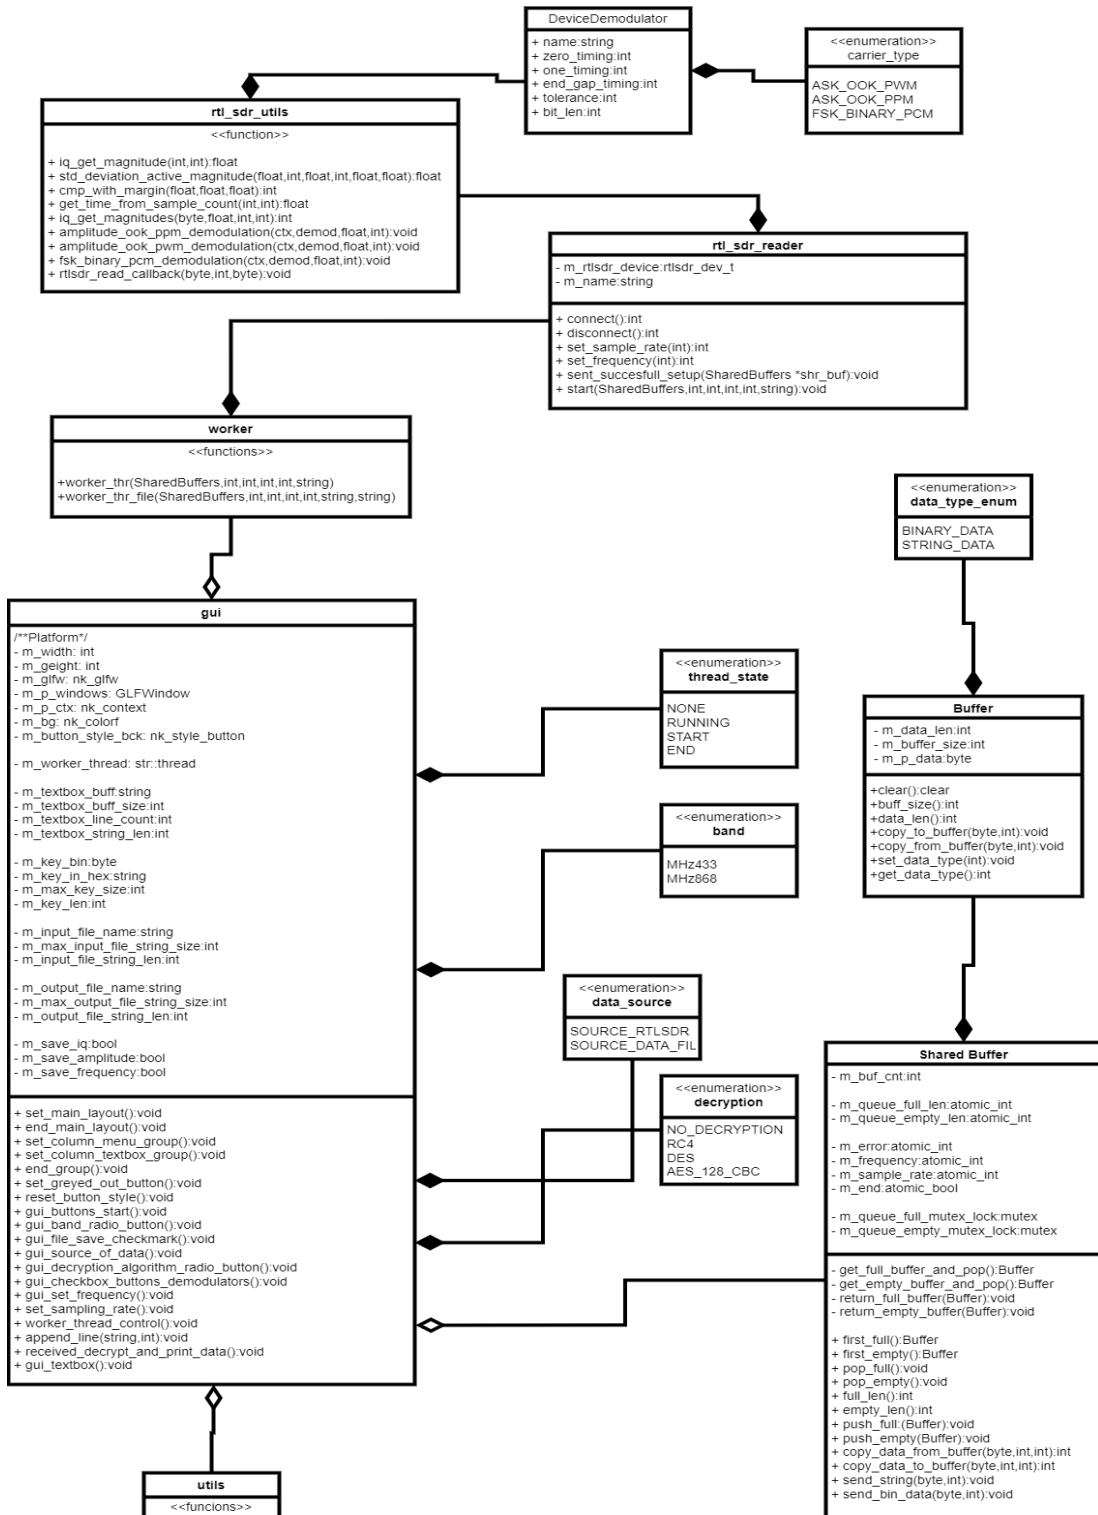 DeviceDemodulator
+ name:string
+ zero_timing:int
+ one_timing:int
+ end_gap_timing:int
+ tolerance:int
+ bit_len:int
<<enumeration>>
carrier_type
ASK_OOK_PWM
ASK_OOK_PPM
FSK_BINARY_PCM
rtl_sdr_utils
<<function>>
+ iq_get_magnitude(int,int):float
+ std_deviation_active_magnitude(float,int,float,int,float,float):float
+ cmp_with_margin(float,float,float):int
+ get_time_from_sample_count(int,int):float
+ iq_get_magnitudes(byte,float,int,int):int
+ amplitude_ook_ppm_demodulation(ctx,demod,float,int):void
+ amplitude_ook_pwm_demodulation(ctx,demod,float,int):void
+ fsk_binary_pcm_demodulation(ctx,demod,float,int):void
+ rtlsdr_read_callback(byte,int,byte):void
rtl_sdr_reader
- m_rtlsdr_device:rtlsdr_dev_t
- m_name:string
+ connect():int
+ disconnect():int
+ set_sample_rate(int):int
+ set_frequency(int):int
+ sent_succesfull_setup(SharedBuffers *shr_buf):void
+ start(SharedBuffers,int,int,int,int,string):void
worker
<<functions>>
+worker_thr(SharedBuffers,int,int,int,int,string)
+worker_thr_file(SharedBuffers,int,int,int,int,string,string)
<<enumeration>>
data_type_enum
BINARY_DATA
STRING_DATA
gui
/**Platform*/
- m_width: int
- m_geight: int
- m_glfw: nk_glfw
- m_p_windows: GLFWindow
- m_p_ctx: nk_context
- m_bg: nk_colorf
- m_button_style_bck: nk_style_button
- m_worker_thread: str::thread
- m_textbox_buff:string
- m_textbox_buff_size:int
- m_textbox_line_count:int
- m_textbox_string_len:int
- m_key_bin:byte
- m_key_in_hex:string
- m_max_key_size:int
- m_key_len:int
- m_input_file_name:string
- m_max_input_file_string_size:int
- m_input_file_string_len:int
- m_output_file_name:string
- m_max_output_file_string_size:int
- m_output_file_string_len:int
- m_save_iq:bool
- m_save_amplitude:bool
- m_save_frequency:bool
+ set_main_layout():void
+ end_main_layout():void
+ set_column_menu_group():void
+ set_column_textbox_group():void
+ end_group():void
+ set_greyed_out_button():void
+ reset_button_style():void
+ gui_buttons_start():void
+ gui_band_radio_button():void
+ gui_file_save_checkmark():void
+ gui_source_of_data():void
+ gui_decryption_algorithm_radio_button():void
+ gui_checkbox_buttons_demodulators():void
+ gui_set_frequency():void
+ set_sampling_rate():void
+ worker_thread_control():void
+ append_line(string,int):void
+ received_decrypt_and_print_data():void
+ gui_textbox():void
<<enumeration>>
thread_state
NONE
RUNNING
START
END
<<enumeration>>
band
MHz433
MHz868
<<enumeration>>
data_source
SOURCE_RTLSDR
SOURCE_DATA_FIL
<<enumeration>>
decryption
NO_DECRYPTION
RC4
DES
AES_128_CBC
Buffer
- m_data_len:int
- m_buffer_size:int
- m_p_data:byte
+clear():clear
+buff_size():int
+data_len():int
+copy_to_buffer(byte,int):void
+copy_from_buffer(byte,int):void
+set_data_type(int):void
+get_data_type():int
Shared Buffer
- m_buf_cnt:int
- m_queue_full_len:atomic_int
- m_queue_empty_len:atomic_int
- m_error:atomic_int
- m_frequency:atomic_int
- m_sample_rate:atomic_int
- m_end:atomic_bool
- m_queue_full_mutex_lock:mutex
- m_queue_empty_mutex_lock:mutex
- get_full_buffer_and_pop():Buffer
- get_empty_buffer_and_pop():Buffer
- return_full_buffer(Buffer):void
- return_empty_buffer(Buffer):void
+ first_full():Buffer
+ first_empty():Buffer
+ pop_full():void
+ pop_empty():void
+ full_len():int
+ empty_len():int
+ push_full:(Buffer):void
+ push_empty(Buffer):void
+ copy_data_from_buffer(byte,int,int):int
+ copy_data_to_buffer(byte,int,int):int
+ send_string(byte,int):void
+ send_bin_data(byte,int):void
utils
<<funcions>>